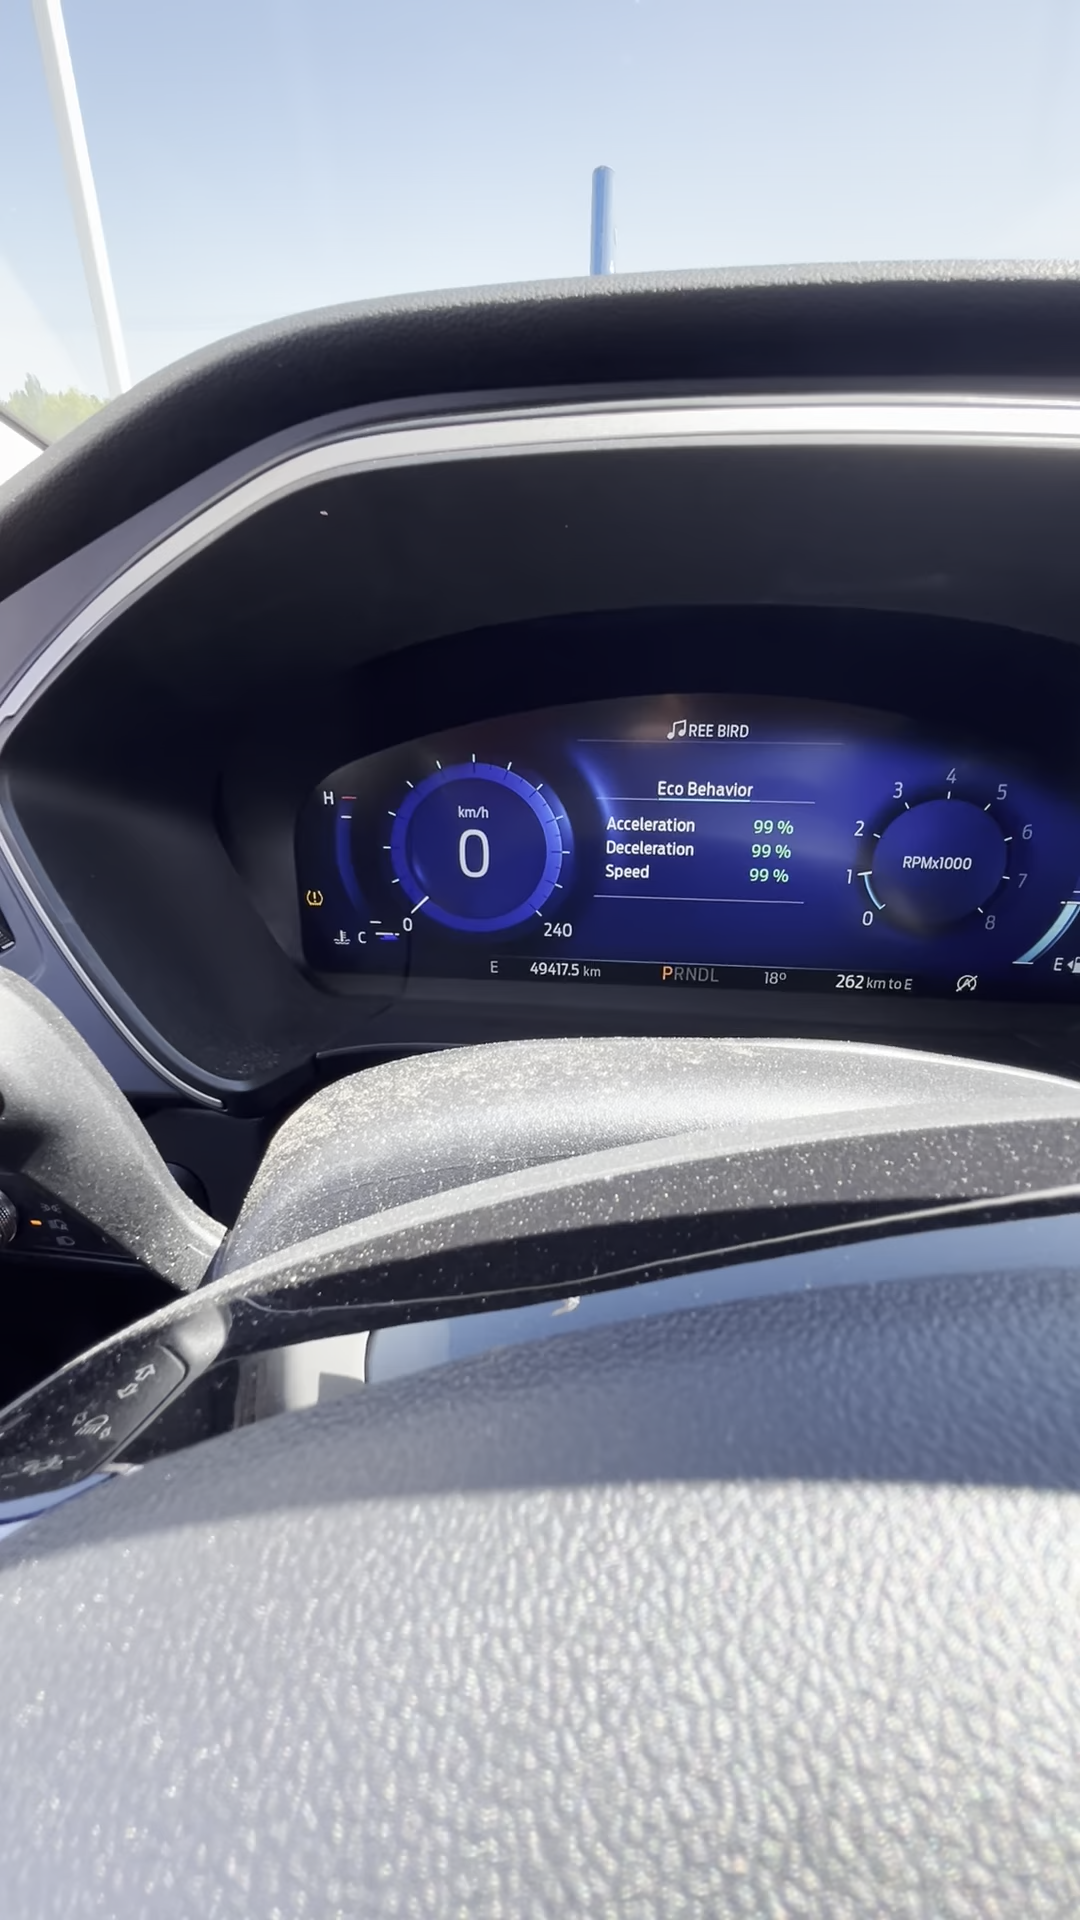 REE BIRD
Eco Behavior
Acceleration 99 %
Deceleration 99 %
Speed 99 %
H
C
km/h
0
0
240
RPMx1000
0
1
2
3
4
5
6
7
8
E
E 49417.5 km PRNDL 18° 262 km to E